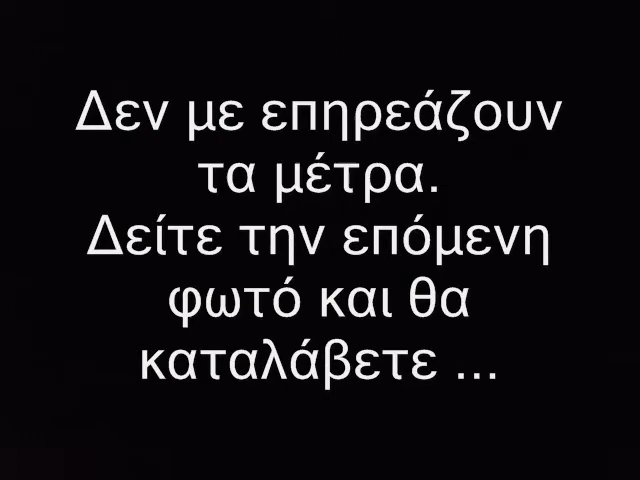 Δεν με επηρεάζουν
τα μέτρα.
Δείτε την επόμενη
φωτό και θα
καταλάβετε ...